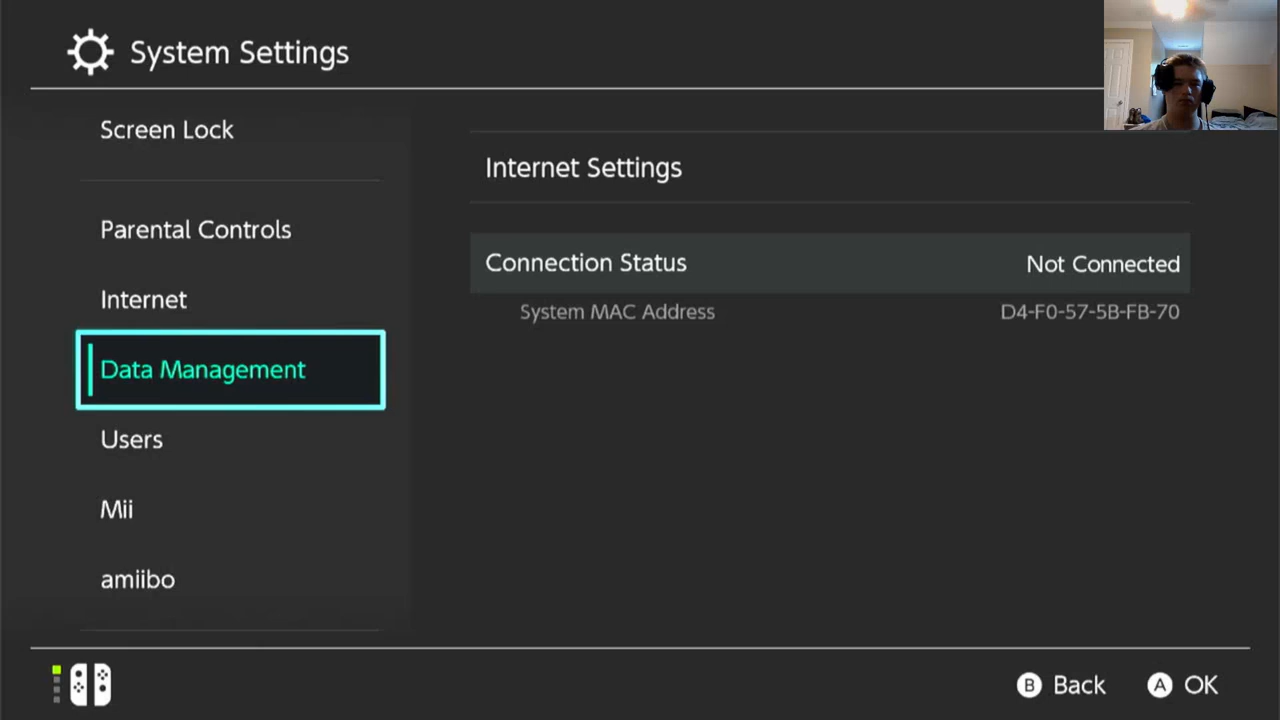 System Settings
Screen Lock
Parental Controls
Internet
Data Management
Users
Mii
amiibo
Internet Settings
Connection Status Not Connected
System MAC Address D4-F0-57-5B-FB-70
B Back A OK